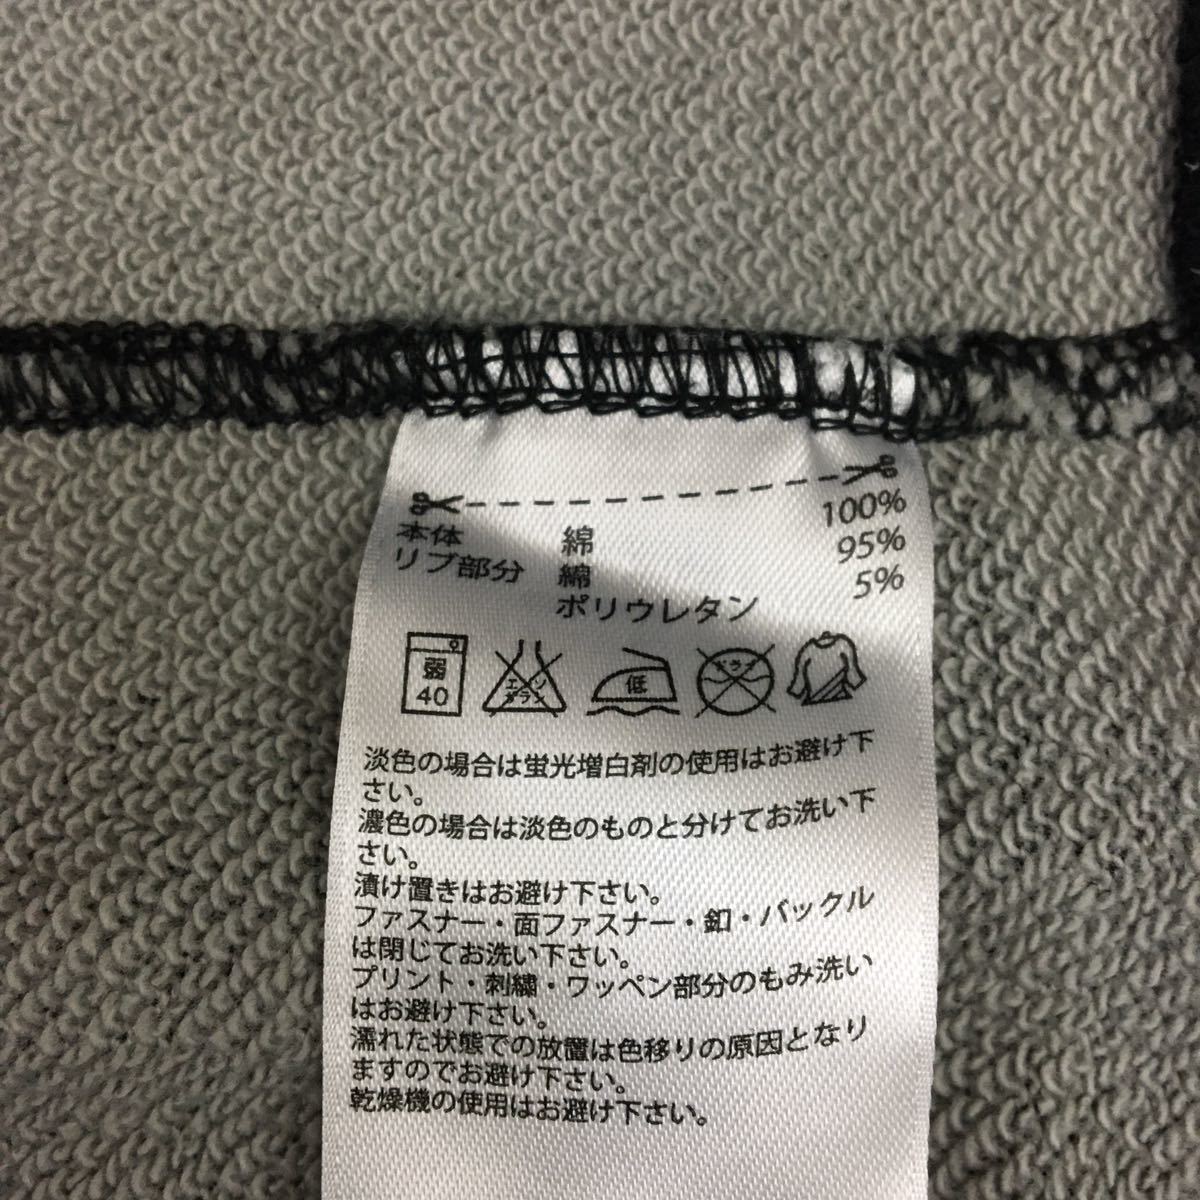 本体 綿 100%
リブ部分 綿 95%
ポリウレタン 5%
弱
40
エンソ
サラシ
低
ドライ
淡色の場合は蛍光増白剤の使用はお避け下
さい。
濃色の場合は淡色のものと分けてお洗い下
さい。
漬け置きはお避け下さい。
ファスナー・面ファスナー・釦・バックル
は閉じてお洗い下さい。
プリント・刺繍・ワッペン部分のもみ洗い
はお避け下さい。
濡れた状態での放置は色移りの原因となり
ますのでお避け下さい。
乾燥機の使用はお避け下さい。